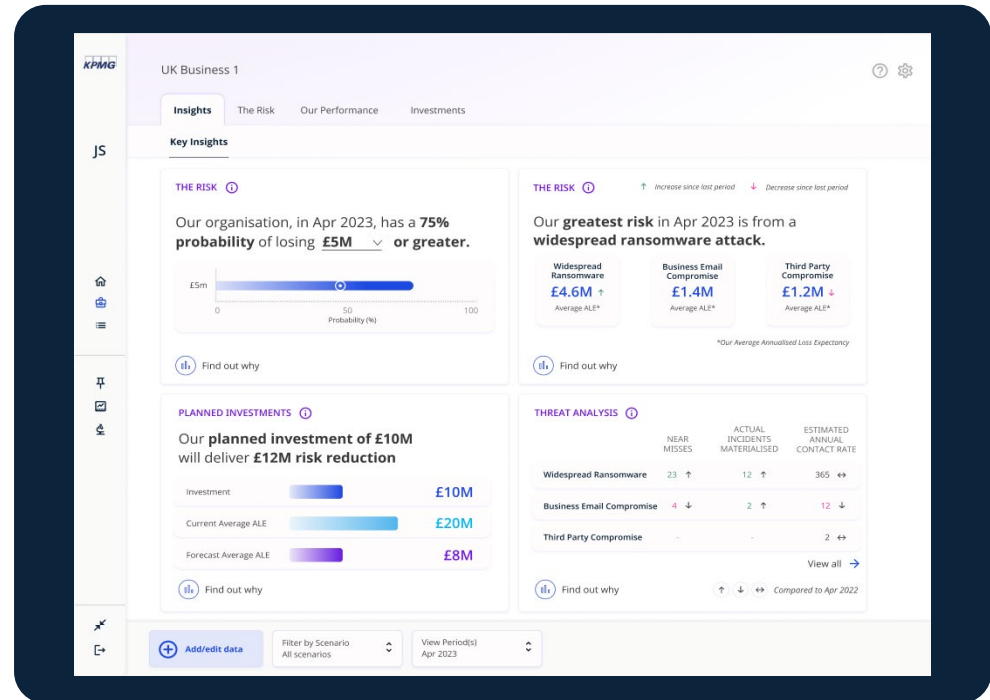 KPMG
JS
UK Business 1
Insights
The Risk
Our Performance
Investments
Key Insights
THE RISK
Our organisation, in Apr 2023, has a 75%
probability of losing £5M or greater.
£5m
0
50
100
Probability (%)
Find out why
THE RISK
↑ Increase since last period
↓ Decrease since last period
Our greatest risk in Apr 2023 is from a
widespread ransomware attack.
Widespread
Ransomware
£4.6M ↑
Average ALE*
Business Email
Compromise
£1.4M
Average ALE*
Third Party
Compromise
£1.2M ↓
Average ALE*
*Our Average Annualised Loss Expectancy
Find out why
PLANNED INVESTMENTS
Our planned investment of £10M
will deliver £12M risk reduction
Investment £10M
Current Average ALE £20M
Forecast Average ALE £8M
Find out why
THREAT ANALYSIS
NEAR
MISSES
ACTUAL
INCIDENTS
MATERIALISED
ESTIMATED
ANNUAL
CONTACT RATE
Widespread Ransomware 23 ↑ 12 ↑ 365 ↔
Business Email Compromise 4 ↓ 2 ↑ 12 ↓
Third Party Compromise - - 2 ↔
View all →
Find out why
↑ ↓ ↔ Compared to Apr 2022
Add/edit data
Filter by Scenario
All scenarios
View Period(s)
Apr 2023